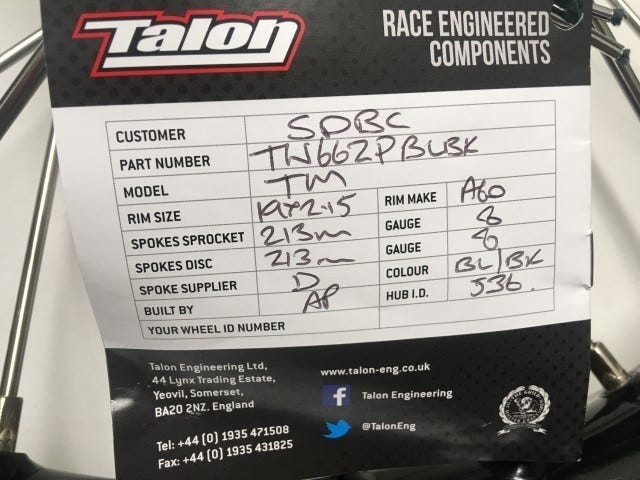 Talon
RACE ENGINEERED
COMPONENTS
CUSTOMER SDBC
PART NUMBER TW662PBLBK
MODEL TM
RIM SIZE 19x2.15 RIM MAKE A60
SPOKES SPROCKET 213m GAUGE 8
SPOKES DISC 213m GAUGE 8
SPOKE SUPPLIER D COLOUR BL/BK
BUILT BY AP HUB I.D. 536.
YOUR WHEEL ID NUMBER
Talon Engineering Ltd,
44 Lynx Trading Estate,
Yeovil, Somerset,
BA20 2NZ. England
Tel: +44 (0) 1935 471508
Fax: +44 (0) 1935 431825
www.talon-eng.co.uk
Talon Engineering
@TalonEng